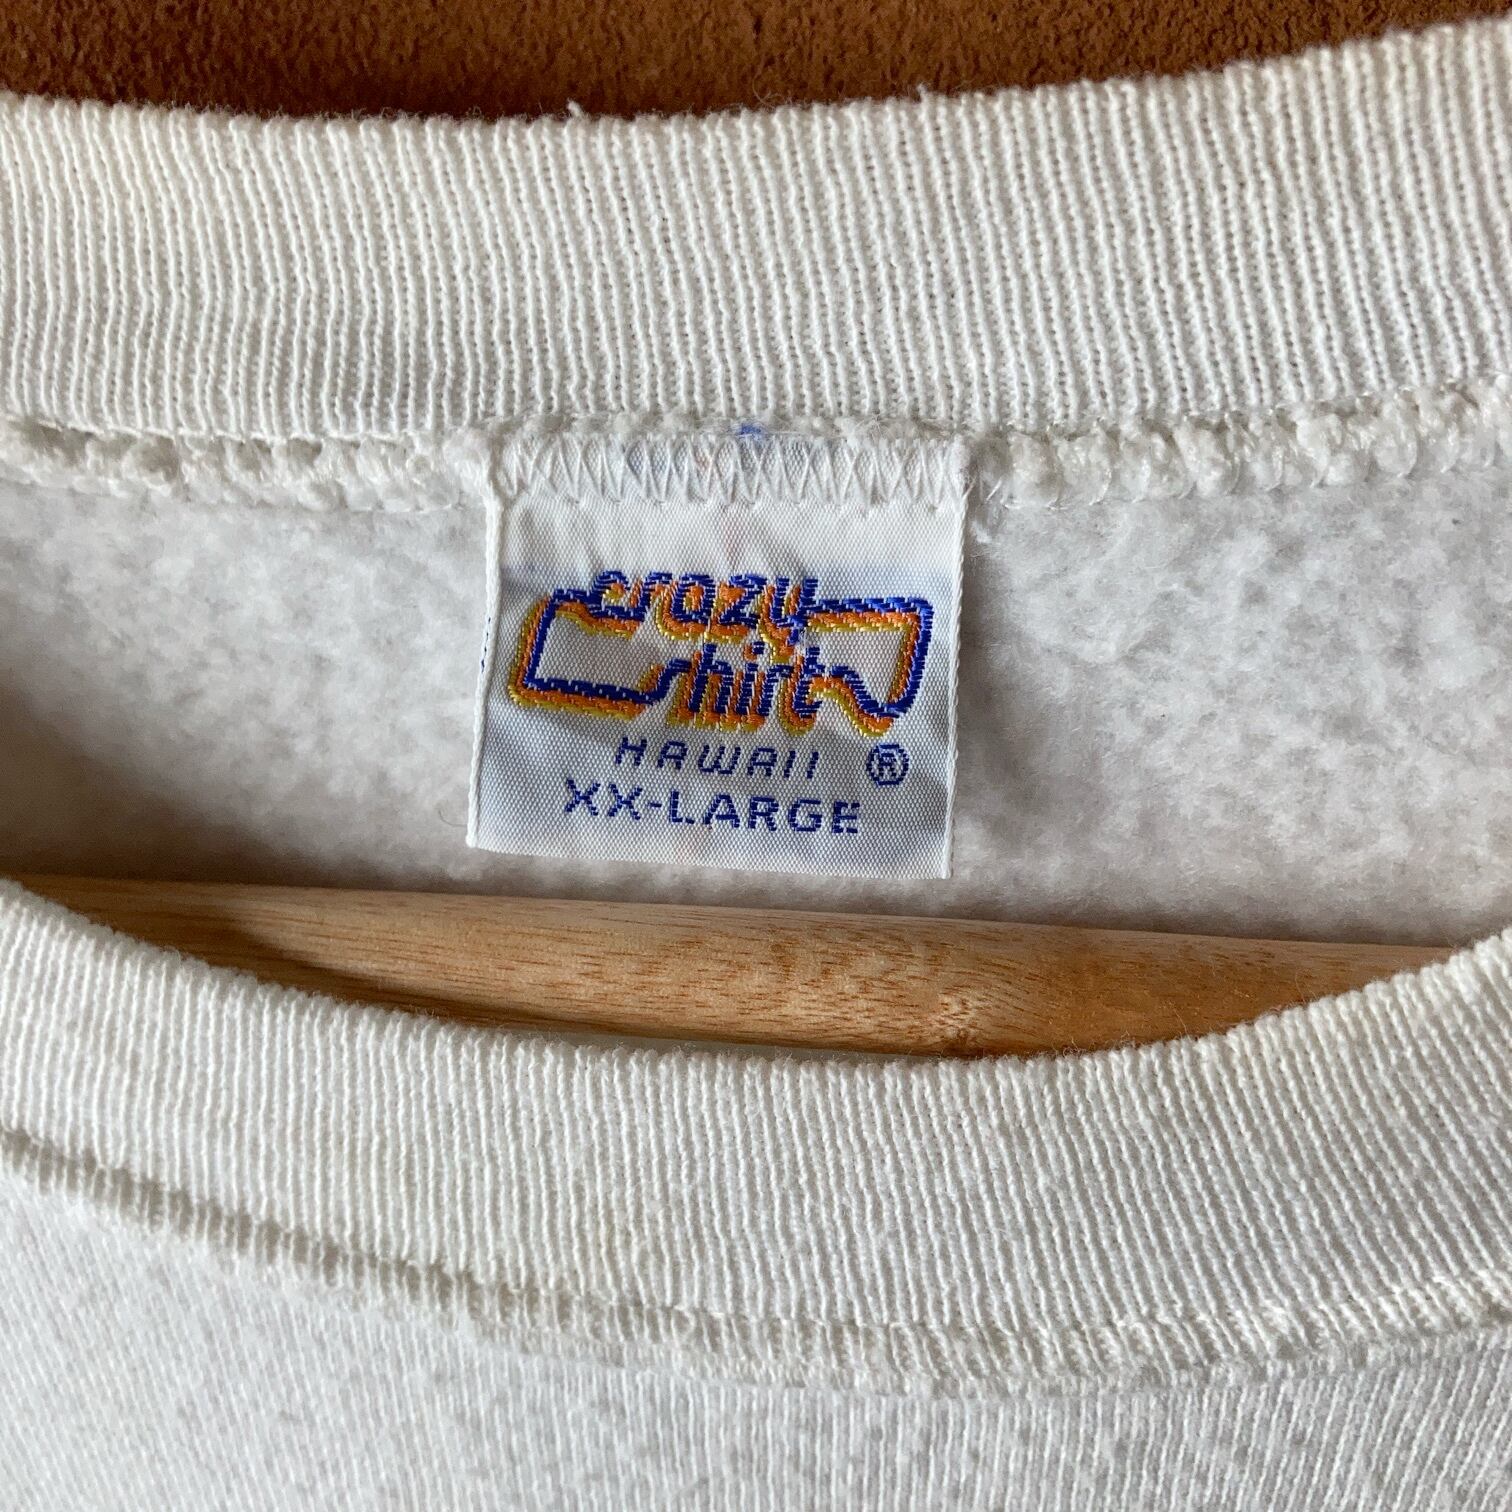 crazy
shirt
HAWAII ®
XX-LARGE